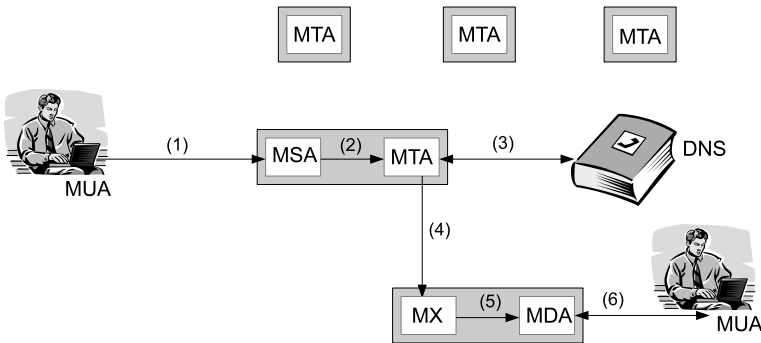 MTA MTA MTA
(1) MSA (2) MTA (3) DNS
MUA
(4)
MX (5) MDA (6) MUA